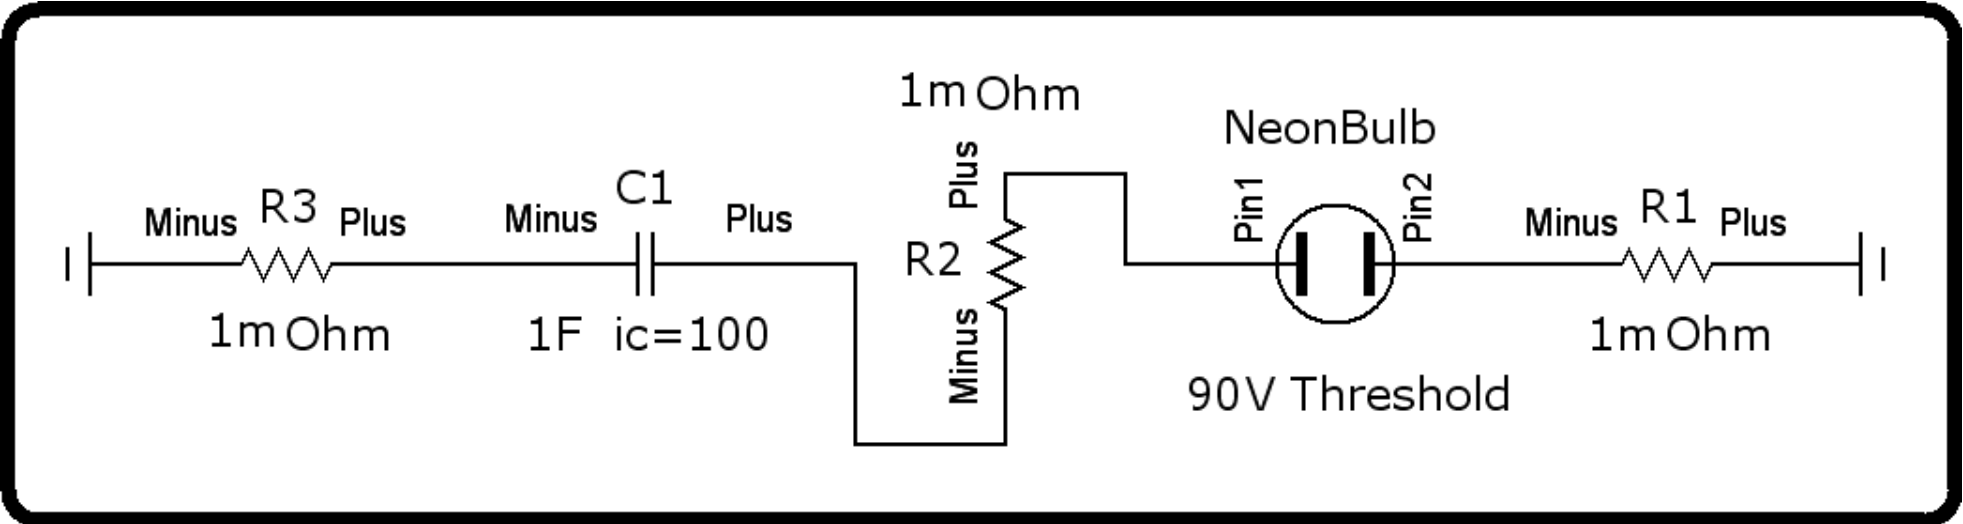 1m Ohm
NeonBulb
Plus
Pin1
Pin2
Minus R3 Plus
Minus C1 Plus
R2
Minus R1 Plus
Minus
1m Ohm
1F ic=100
1m Ohm
90V Threshold